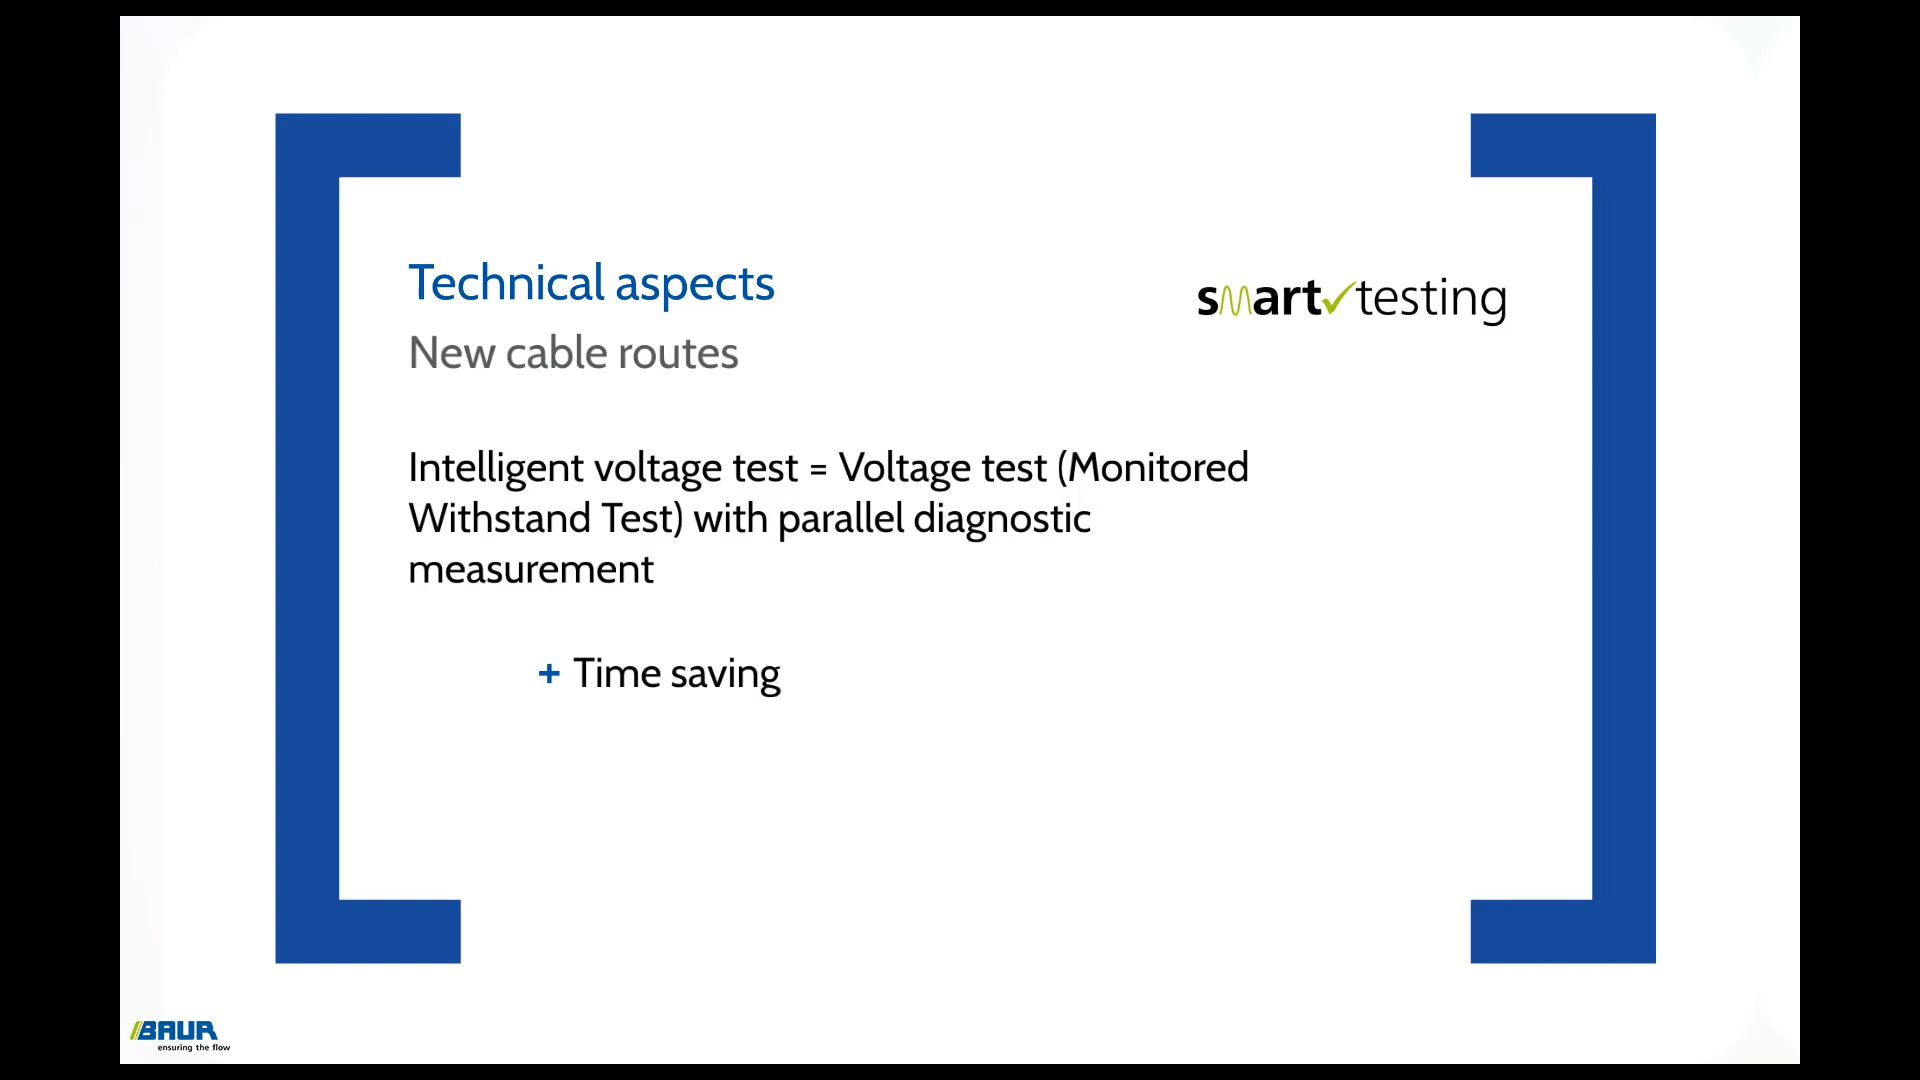 Technical aspects
smart testing
New cable routes
Intelligent voltage test = Voltage test (Monitored
Withstand Test) with parallel diagnostic
measurement
+ Time saving
BAUR
ensuring the flow